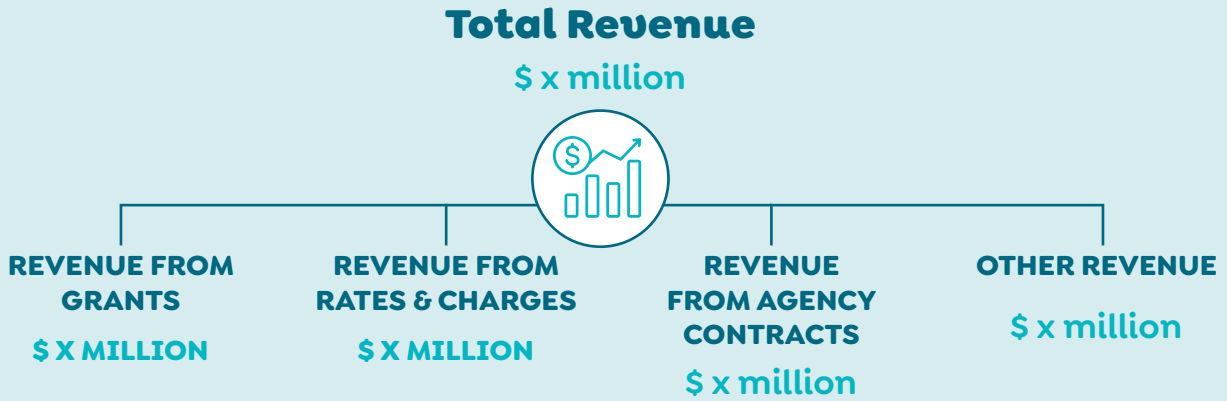 Total Revenue
$ x million
$
REVENUE FROM
GRANTS
$ X MILLION
REVENUE FROM
RATES & CHARGES
$ X MILLION
REVENUE
FROM AGENCY
CONTRACTS
$ x million
OTHER REVENUE
$ x million